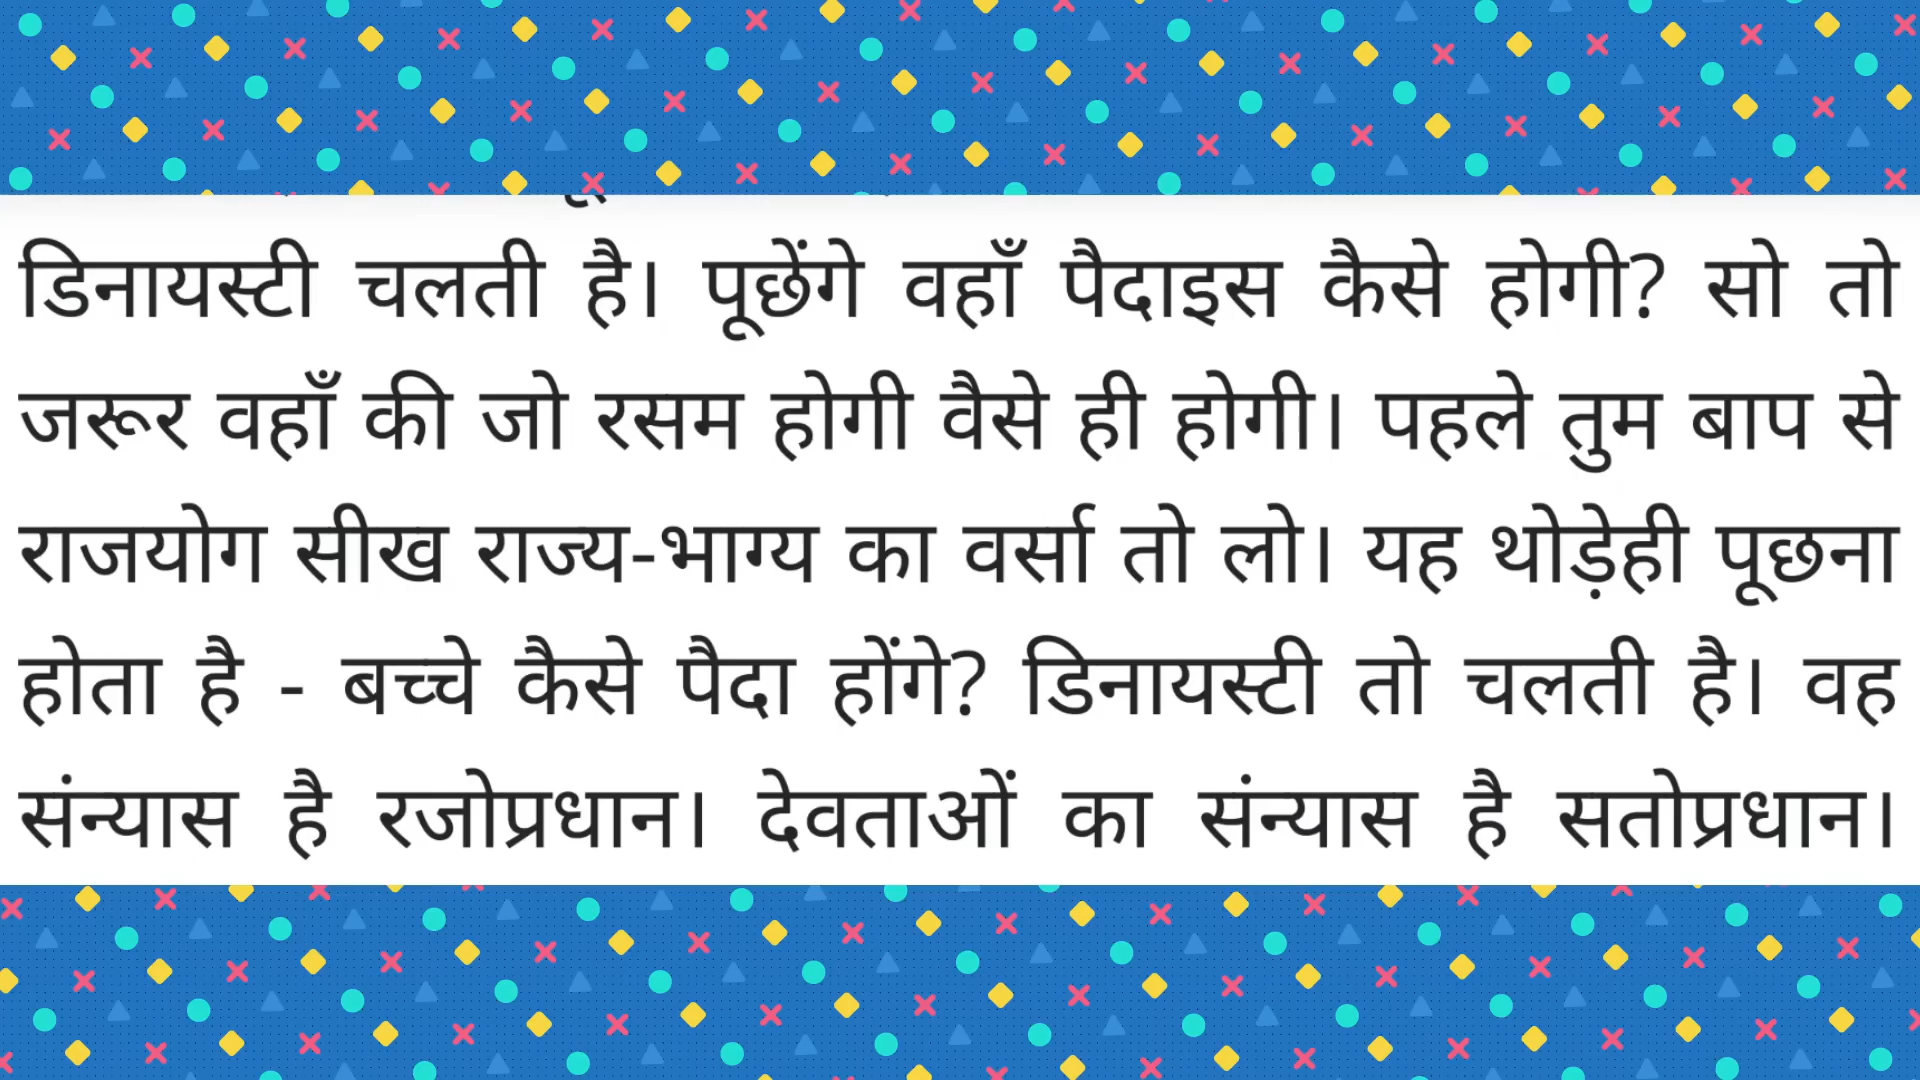 डिनायस्टी चलती है। पूछेंगे वहाँ पैदाइस कैसे होगी? सो तो
जरूर वहाँ की जो रसम होगी वैसे ही होगी। पहले तुम बाप से
राजयोग सीख राज्य-भाग्य का वर्सा तो लो। यह थोड़ेही पूछना
होता है - बच्चे कैसे पैदा होंगे? डिनायस्टी तो चलती है। वह
संन्यास है रजोप्रधान। देवताओं का संन्यास है सतोप्रधान।